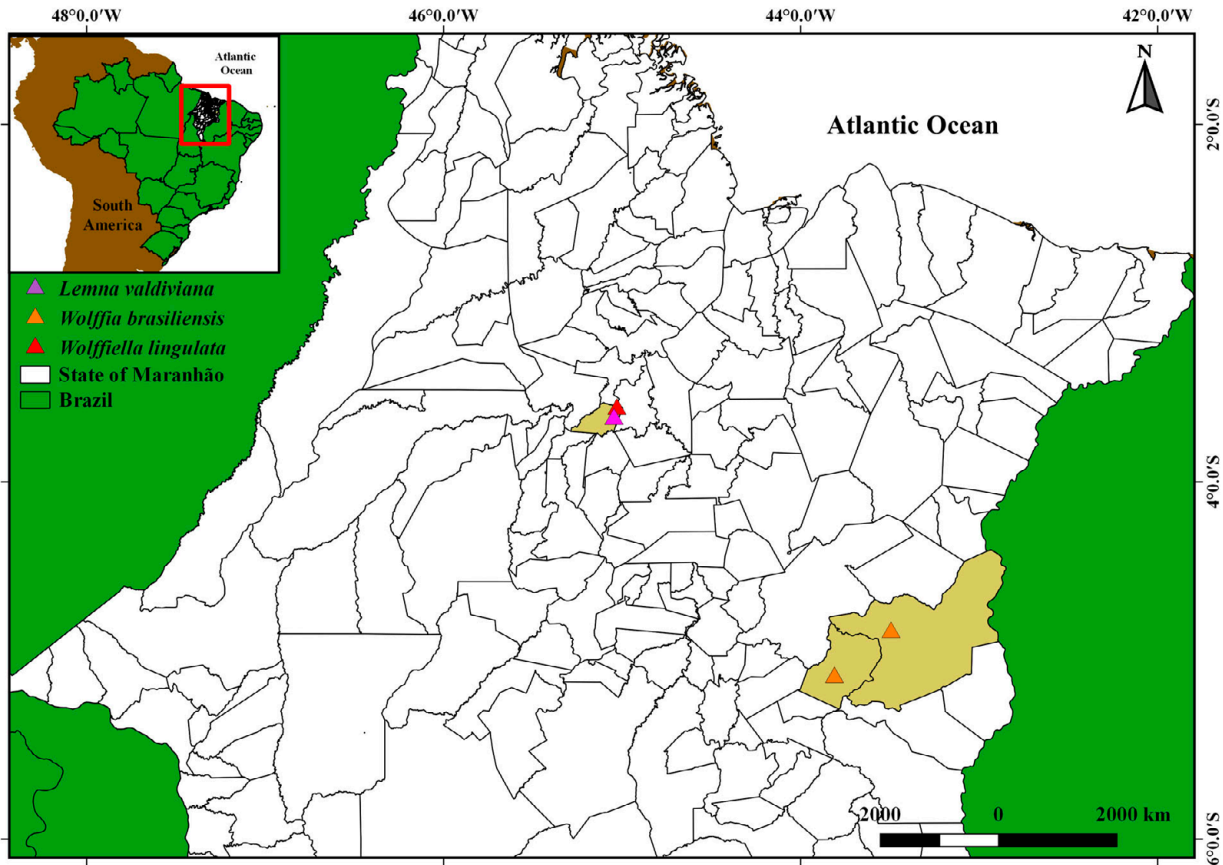 48°0.0'W 46°0.0'W 44°0.0'W 42°0.0'W
Atlantic
Ocean
South
America
N
Atlantic Ocean
2°0.0'S
Lemna valdiviana
Wolffia brasiliensis
Wolffiella lingulata
State of Maranhão
Brazil
4°0.0'S
2000 0 2000 km
6°0.0'S